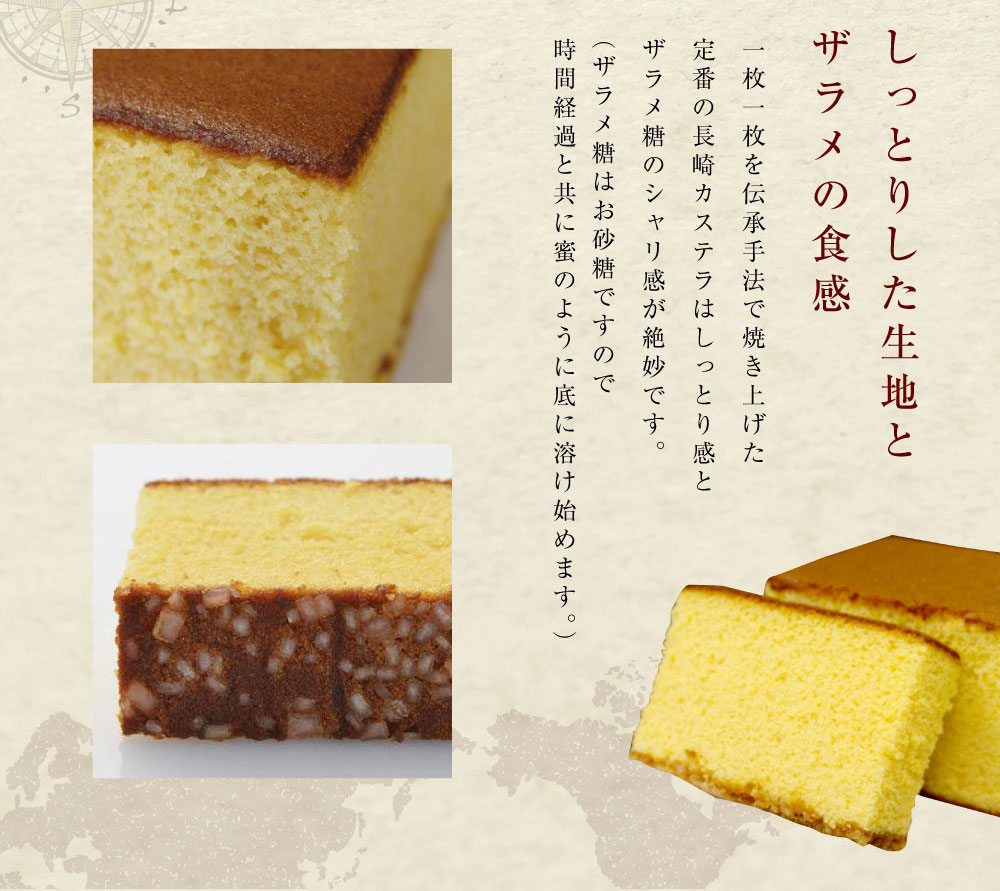 しっとりした生地と
ザラメの食感
一枚一枚を伝承手法で焼き上げた
定番の長崎カステラはしっとり感と
ザラメ糖のシャリ感が絶妙です。
(ザラメ糖はお砂糖ですので
時間経過と共に蜜のように底に溶け始めます。)
S